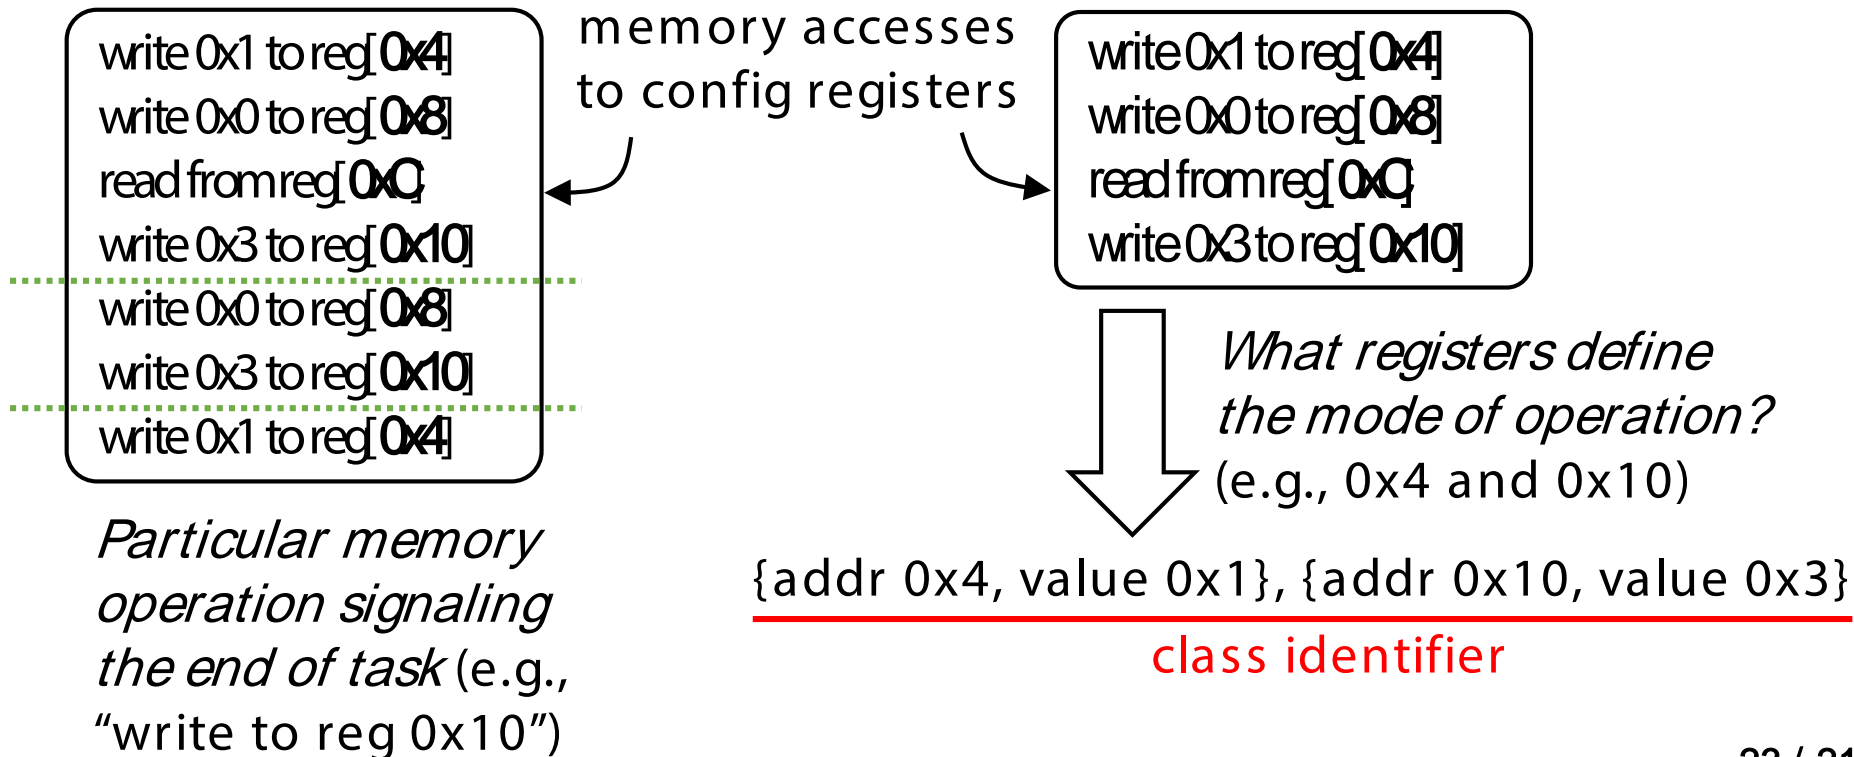 write 0x1 to reg[0x4]
write 0x0 to reg[0x8]
read from reg[0xC]
write 0x3 to reg[0x10]
write 0x0 to reg[0x8]
write 0x3 to reg[0x10]
write 0x1 to reg[0x4]
Particular memory
operation signaling
the end of task (e.g.,
“write to reg 0x10”)
memory accesses
to config registers
write 0x1 to reg[0x4]
write 0x0 to reg[0x8]
read from reg[0xC]
write 0x3 to reg[0x10]
What registers define
the mode of operation?
(e.g., 0x4 and 0x10)
{addr 0x4, value 0x1}, {addr 0x10, value 0x3}
class identifier